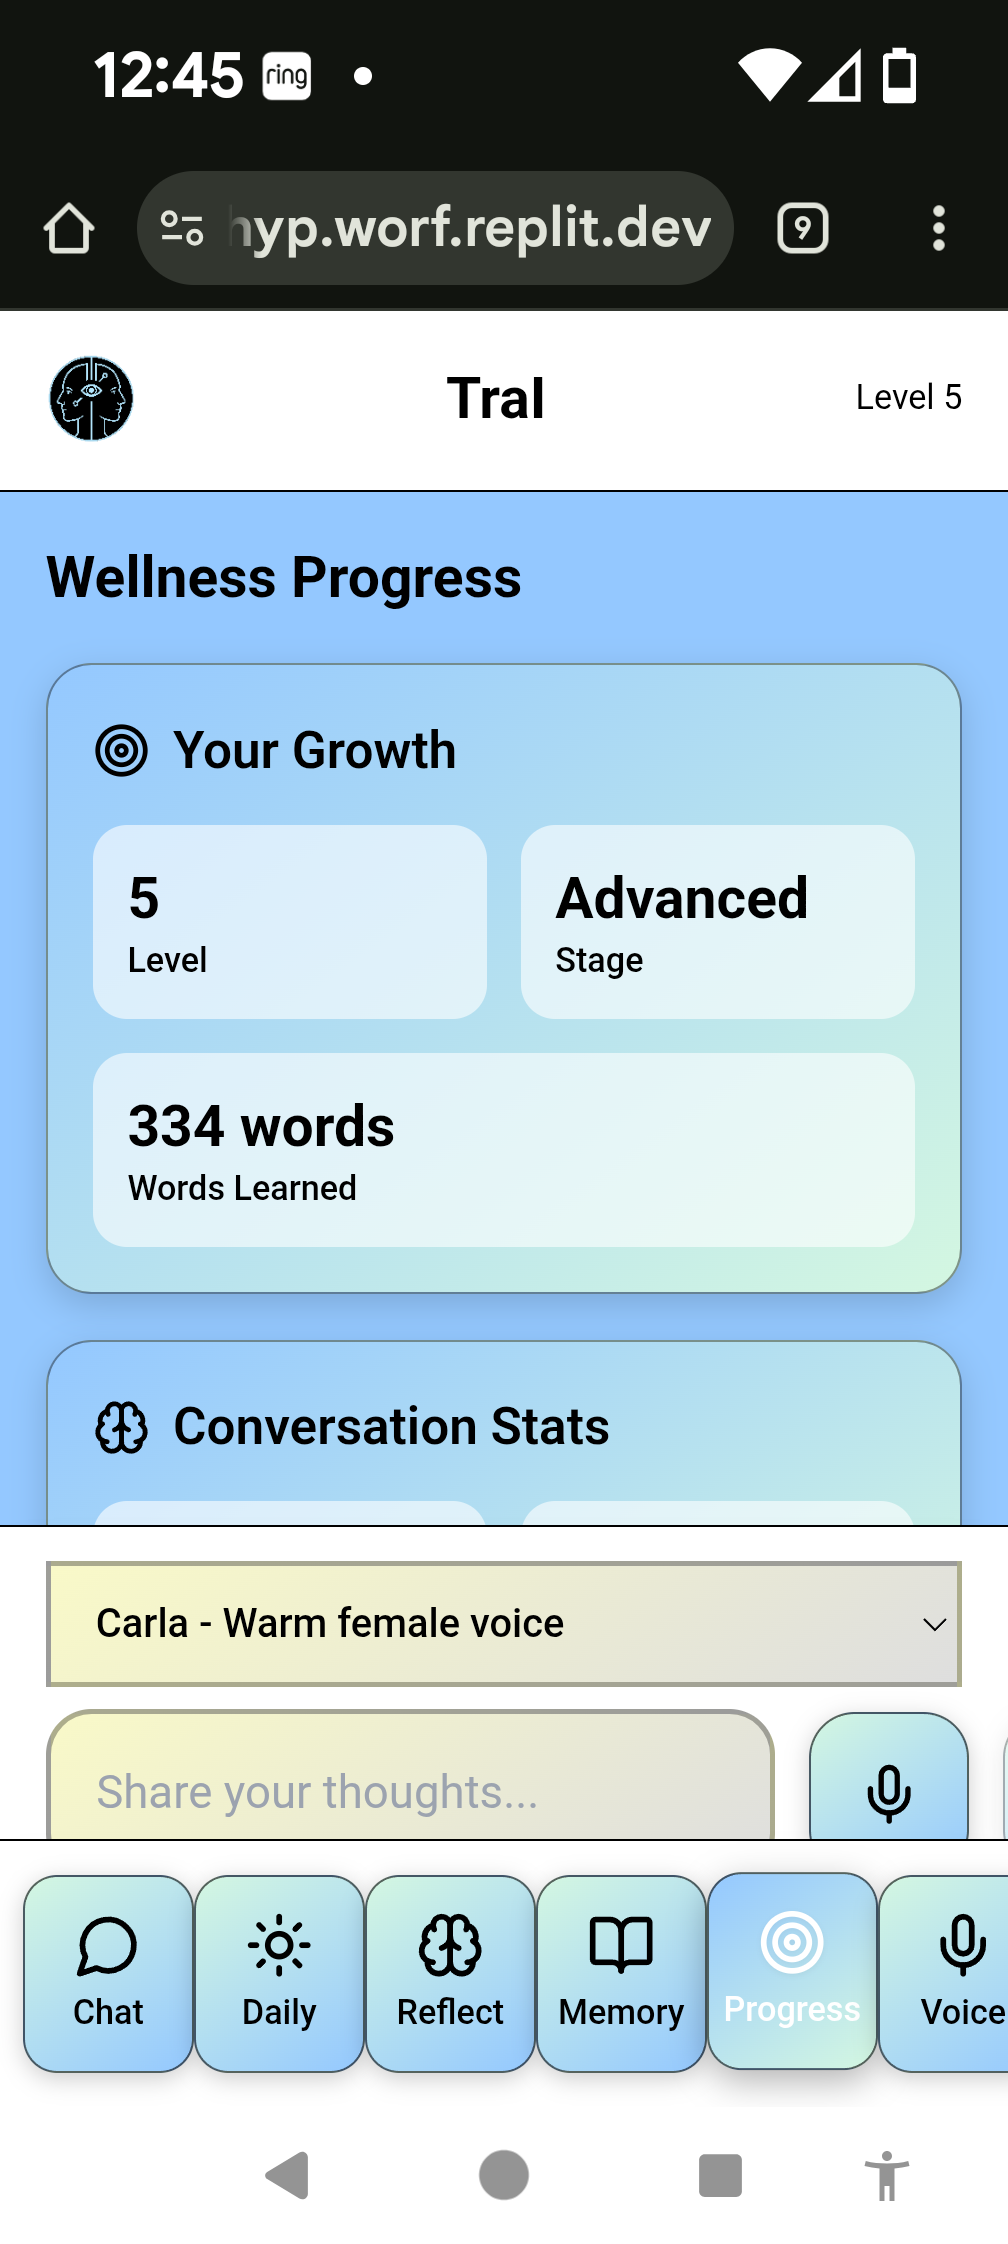 12:45 ring
hyp.worf.replit.dev 9
Tral
Level 5
Wellness Progress
Your Growth
5
Level
Advanced
Stage
334 words
Words Learned
Conversation Stats
Carla - Warm female voice
Share your thoughts...
Chat
Daily
Reflect
Memory
Progress
Voice